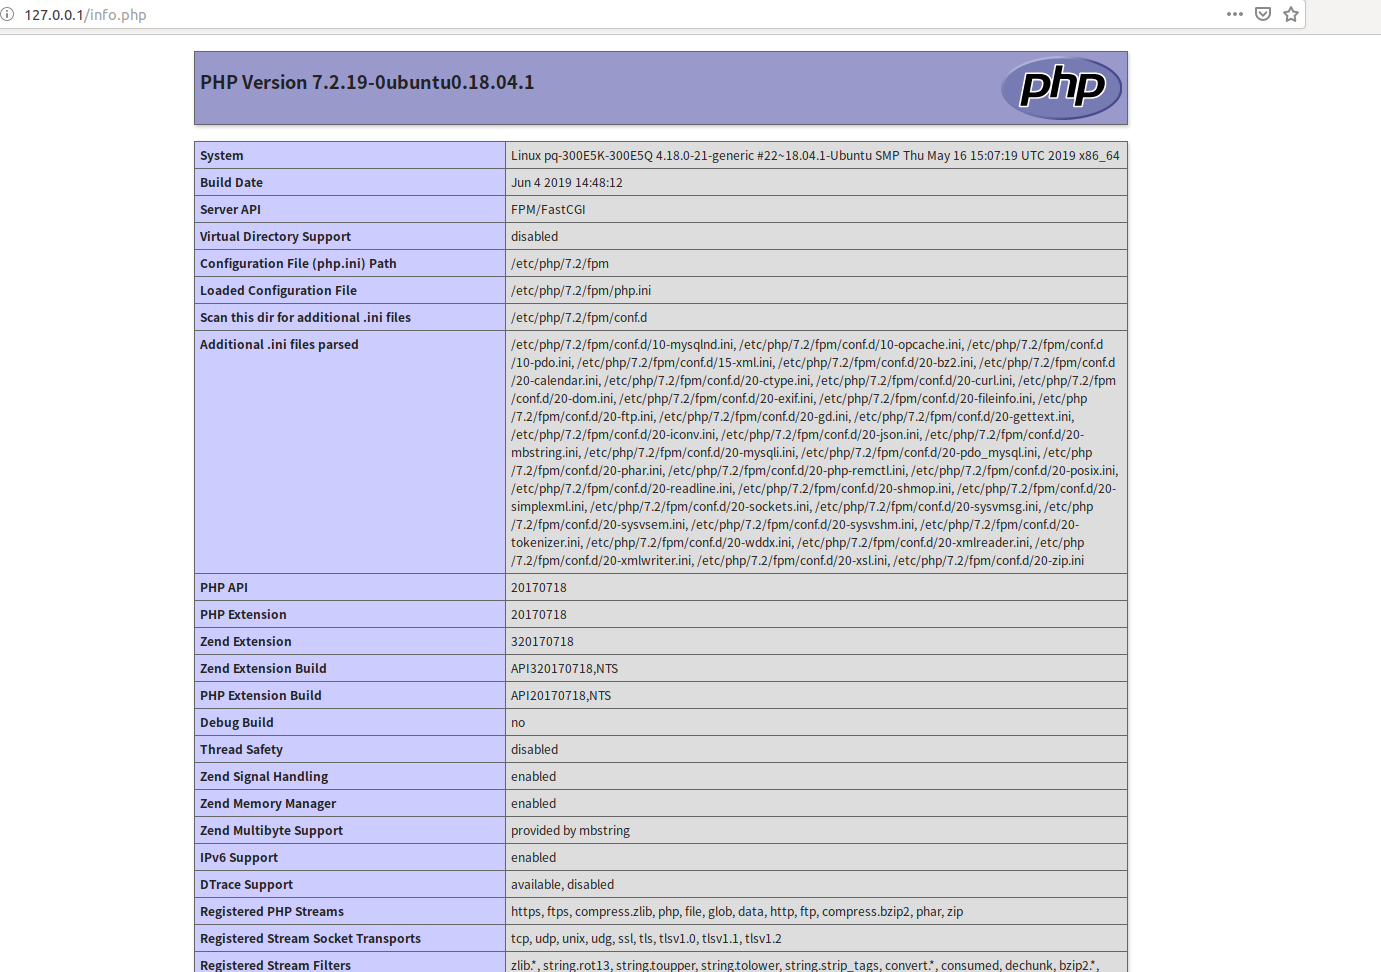 127.0.0.1/info.php
PHP Version 7.2.19-0ubuntu0.18.04.1
php
System Linux pq-300E5K-300E5Q 4.18.0-21-generic #22~18.04.1-Ubuntu SMP Thu May 16 15:07:19 UTC 2019 x86_64
Build Date Jun 4 2019 14:48:12
Server API FPM/FastCGI
Virtual Directory Support disabled
Configuration File (php.ini) Path /etc/php/7.2/fpm
Loaded Configuration File /etc/php/7.2/fpm/php.ini
Scan this dir for additional .ini files /etc/php/7.2/fpm/conf.d
Additional .ini files parsed /etc/php/7.2/fpm/conf.d/10-mysqlnd.ini, /etc/php/7.2/fpm/conf.d/10-opcache.ini, /etc/php/7.2/fpm/conf.d
/10-pdo.ini, /etc/php/7.2/fpm/conf.d/15-xml.ini, /etc/php/7.2/fpm/conf.d/20-bz2.ini, /etc/php/7.2/fpm/conf.d
/20-calendar.ini, /etc/php/7.2/fpm/conf.d/20-ctype.ini, /etc/php/7.2/fpm/conf.d/20-curl.ini, /etc/php/7.2/fpm
/conf.d/20-dom.ini, /etc/php/7.2/fpm/conf.d/20-exif.ini, /etc/php/7.2/fpm/conf.d/20-fileinfo.ini, /etc/php
/7.2/fpm/conf.d/20-ftp.ini, /etc/php/7.2/fpm/conf.d/20-gd.ini, /etc/php/7.2/fpm/conf.d/20-gettext.ini,
/etc/php/7.2/fpm/conf.d/20-iconv.ini, /etc/php/7.2/fpm/conf.d/20-json.ini, /etc/php/7.2/fpm/conf.d/20-
mbstring.ini, /etc/php/7.2/fpm/conf.d/20-mysqli.ini, /etc/php/7.2/fpm/conf.d/20-pdo_mysql.ini, /etc/php
/7.2/fpm/conf.d/20-phar.ini, /etc/php/7.2/fpm/conf.d/20-php-remctl.ini, /etc/php/7.2/fpm/conf.d/20-posix.ini,
/etc/php/7.2/fpm/conf.d/20-readline.ini, /etc/php/7.2/fpm/conf.d/20-shmop.ini, /etc/php/7.2/fpm/conf.d/20-
simplexml.ini, /etc/php/7.2/fpm/conf.d/20-sockets.ini, /etc/php/7.2/fpm/conf.d/20-sysvmsg.ini, /etc/php
/7.2/fpm/conf.d/20-sysvsem.ini, /etc/php/7.2/fpm/conf.d/20-sysvshm.ini, /etc/php/7.2/fpm/conf.d/20-
tokenizer.ini, /etc/php/7.2/fpm/conf.d/20-wddx.ini, /etc/php/7.2/fpm/conf.d/20-xmlreader.ini, /etc/php
/7.2/fpm/conf.d/20-xmlwriter.ini, /etc/php/7.2/fpm/conf.d/20-xsl.ini, /etc/php/7.2/fpm/conf.d/20-zip.ini
PHP API 20170718
PHP Extension 20170718
Zend Extension 320170718
Zend Extension Build API320170718,NTS
PHP Extension Build API20170718,NTS
Debug Build no
Thread Safety disabled
Zend Signal Handling enabled
Zend Memory Manager enabled
Zend Multibyte Support provided by mbstring
IPv6 Support enabled
DTrace Support available, disabled
Registered PHP Streams https, ftps, compress.zlib, php, file, glob, data, http, ftp, compress.bzip2, phar, zip
Registered Stream Socket Transports tcp, udp, unix, udg, ssl, tls, tlsv1.0, tlsv1.1, tlsv1.2
Registered Stream Filters zlib.*, string.rot13, string.toupper, string.tolower, string.strip_tags, convert.*, consumed, dechunk, bzip2.*,